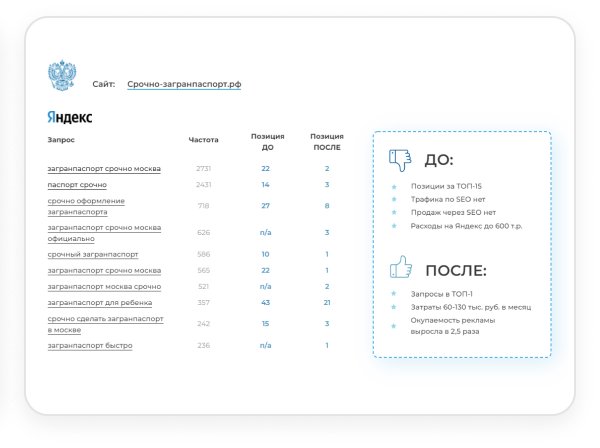 Сайт: Срочно-загранпаспорт.рф
Яндекс
Запрос Частота Позиция ДО Позиция ПОСЛЕ
загранпаспорт срочно москва 2731 22 2
паспорт срочно 2431 14 3
срочно оформление
загранпаспорта 718 27 8
загранпаспорт срочно москва
официально 626 n/a 3
срочный загранпаспорт 586 10 1
загранпаспорт срочно москва 565 22 1
загранпаспорт москва срочно 521 n/a 2
загранпаспорт для ребенка 357 43 21
срочно сделать загранпаспорт
в москве 242 15 3
загранпаспорт быстро 236 n/a 1
ДО:
Позиции за ТОП-15
Трафика по SEO нет
Продаж через SEO нет
Расходы на Яндекс до 600 т.р.
ПОСЛЕ:
Запросы в ТОП-1
Затраты 60-130 тыс. руб. в месяц
Окупаемость рекламы
выросла в 2,5 раза